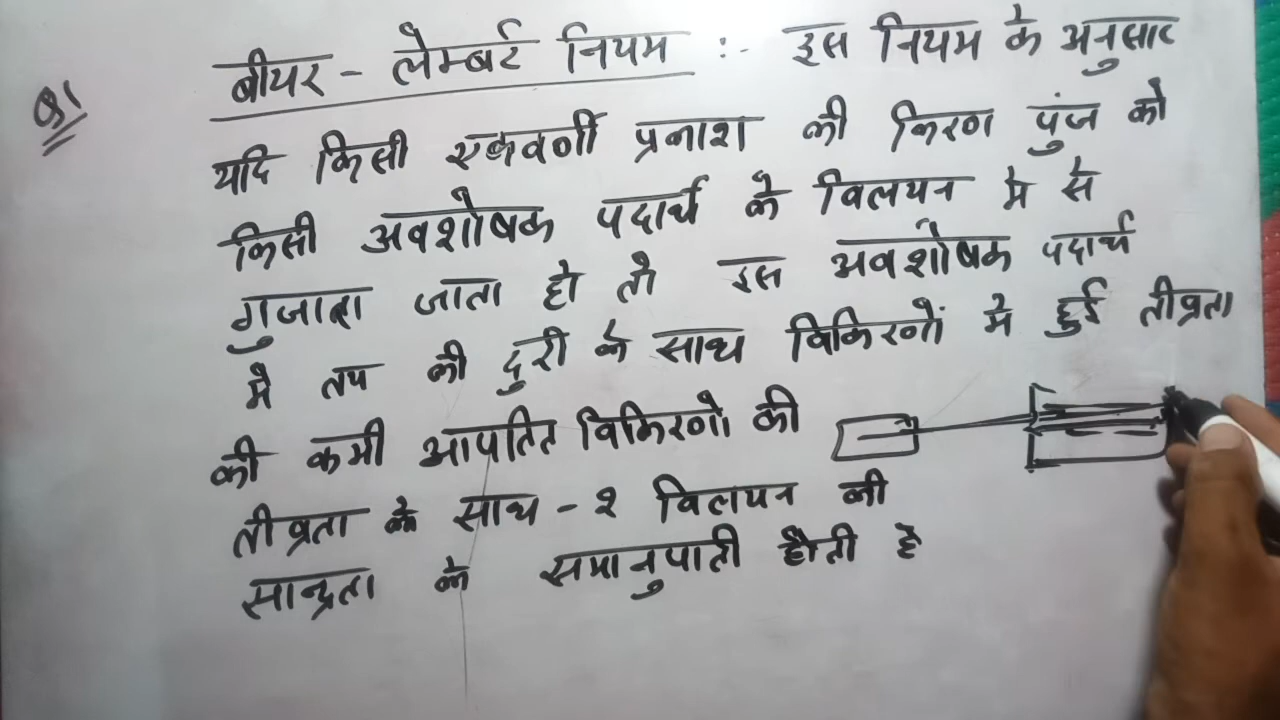 Q1
बीयर - लेम्बर्ट नियम :- इस नियम के अनुसार
यदि किसी एकवर्णी प्रकाश की किरण पुंज को
किसी अवशोषक पदार्थ के विलयन मे से
गुजारा जाता हो तो इस अवशोषक पदार्थ
मे तय की दुरी के साथ विकिरणों मे हुई तीव्रता
की कमी आपतित विकिरणो की
तीव्रता के साथ - २ विलयन की
सान्द्रता के समानुपाती होती है